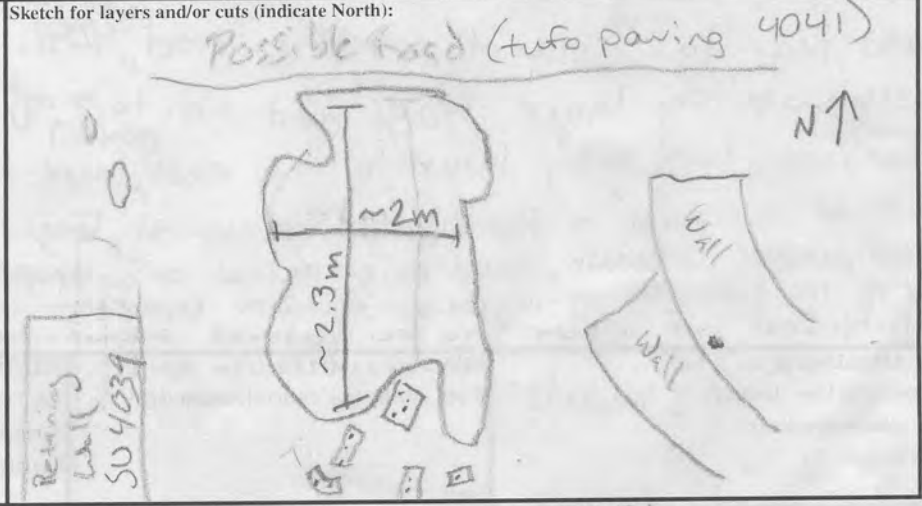 Sketch for layers and/or cuts (indicate North):
Possible road (tufo paving 4041)
N
~2m
~2.3m
Wall
Wall
Retaining
Wall
SU 4034